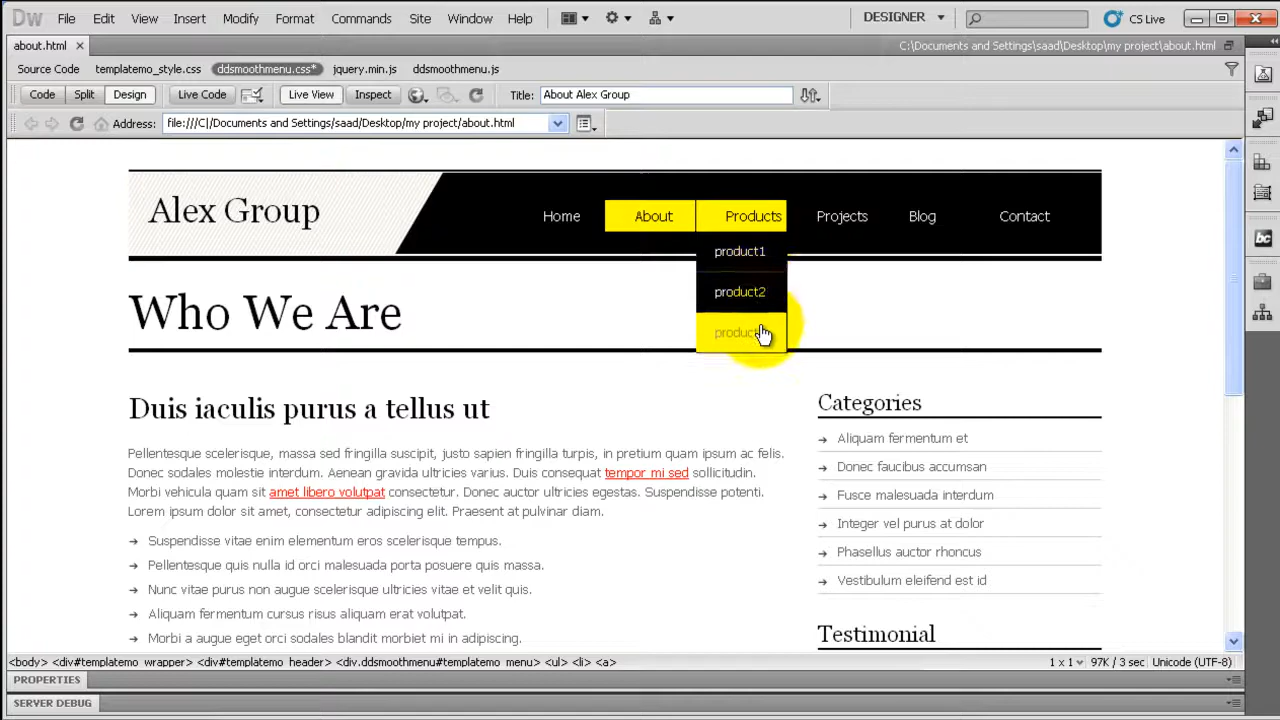 Dw File Edit View Insert Modify Format Commands Site Window Help DESIGNER CS Live
about.html C:\Documents and Settings\saad\Desktop\my project\about.html
Source Code templatemo_style.css ddsmoothmenu.css* jquery.min.js ddsmoothmenu.js
Code Split Design Live Code Live View Inspect Title: About Alex Group
Address: file:///C|/Documents and Settings/saad/Desktop/my project/about.html
Alex Group
Home About Products Projects Blog Contact
product1
product2
Who We Are
Duis iaculis purus a tellus ut
Pellentesque scelerisque, massa sed fringilla suscipit, justo sapien fringilla turpis, in pretium quam ipsum ac felis.
Donec sodales molestie interdum. Aenean gravida ultricies varius. Duis consequat tempor mi sed sollicitudin.
Morbi vehicula quam sit amet libero volutpat consectetur. Donec auctor ultricies egestas. Suspendisse potenti.
Lorem ipsum dolor sit amet, consectetur adipiscing elit. Praesent at pulvinar diam.
Suspendisse vitae enim elementum eros scelerisque tempus.
Pellentesque quis nulla id orci malesuada porta posuere quis massa.
Nunc vitae purus non augue scelerisque ultricies vitae et velit quis.
Aliquam fermentum cursus risus aliquam erat volutpat.
Morbi a augue eget orci sodales blandit morbiet mi in adipiscing.
Categories
Aliquam fermentum et
Donec faucibus accumsan
Fusce malesuada interdum
Integer vel purus at dolor
Phasellus auctor rhoncus
Vestibulum eleifend est id
Testimonial
<body> <div#templatemo_wrapper> <div#templatemo_header> <div.ddsmoothmenu#templatemo_menu> <ul> <li> <a> 1 x 1 97K / 3 sec Unicode (UTF-8)
PROPERTIES
SERVER DEBUG
bc